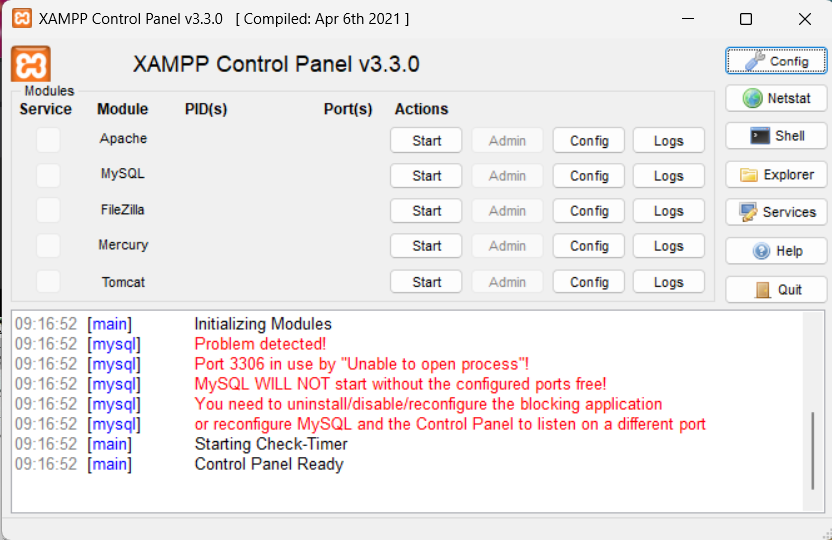 XAMPP Control Panel v3.3.0 [ Compiled: Apr 6th 2021 ]
XAMPP Control Panel v3.3.0
Config
Modules
Service Module PID(s) Port(s) Actions
Netstat
Apache Start Admin Config Logs
Shell
MySQL Start Admin Config Logs
Explorer
FileZilla Start Admin Config Logs
Services
Mercury Start Admin Config Logs
Help
Tomcat Start Admin Config Logs
Quit
09:16:52 [main] Initializing Modules
09:16:52 [mysql] Problem detected!
09:16:52 [mysql] Port 3306 in use by "Unable to open process"!
09:16:52 [mysql] MySQL WILL NOT start without the configured ports free!
09:16:52 [mysql] You need to uninstall/disable/reconfigure the blocking application
09:16:52 [mysql] or reconfigure MySQL and the Control Panel to listen on a different port
09:16:52 [main] Starting Check-Timer
09:16:52 [main] Control Panel Ready